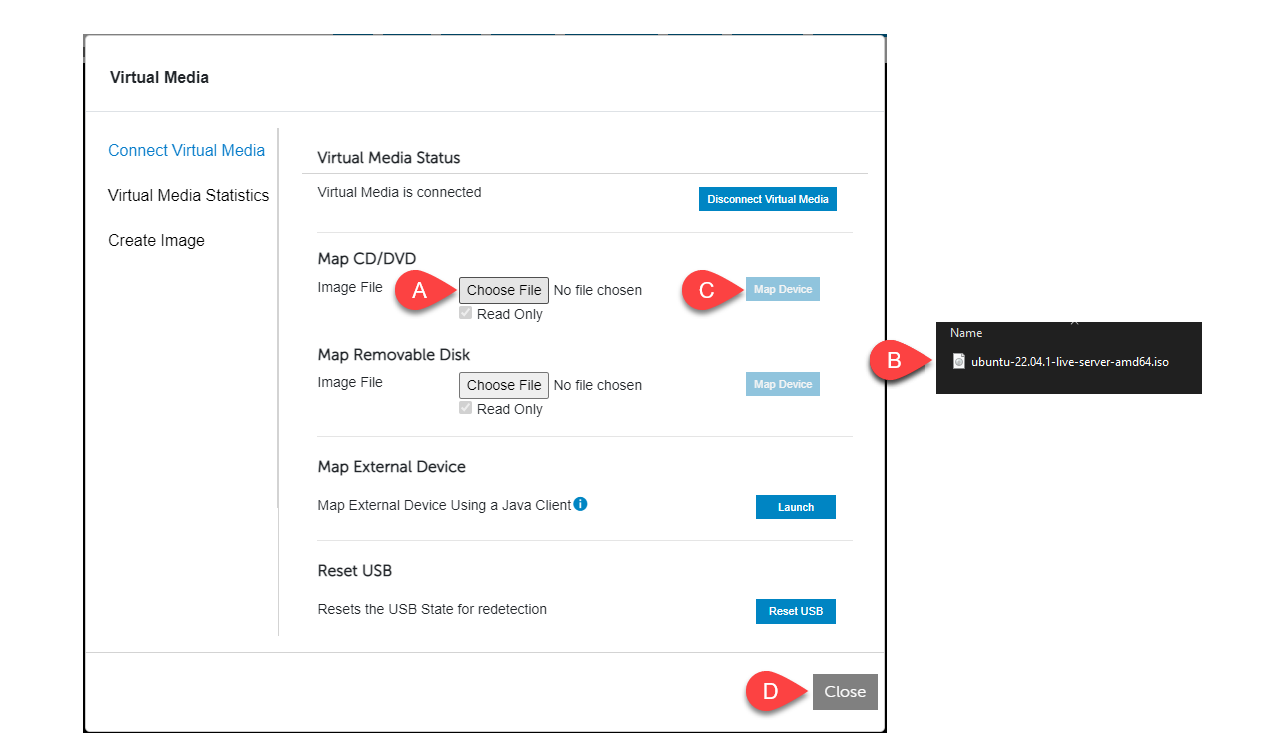 Virtual Media
Connect Virtual Media
Virtual Media Statistics
Create Image
Virtual Media Status
Virtual Media is connected
Disconnect Virtual Media
Map CD/DVD
Image File
A
Choose File No file chosen
C
Map Device
Read Only
Map Removable Disk
Image File
Choose File No file chosen
Map Device
Read Only
Map External Device
Map External Device Using a Java Client i
Launch
Reset USB
Resets the USB State for redetection
Reset USB
D
Close
Name
B
ubuntu-22.04.1-live-server-amd64.iso